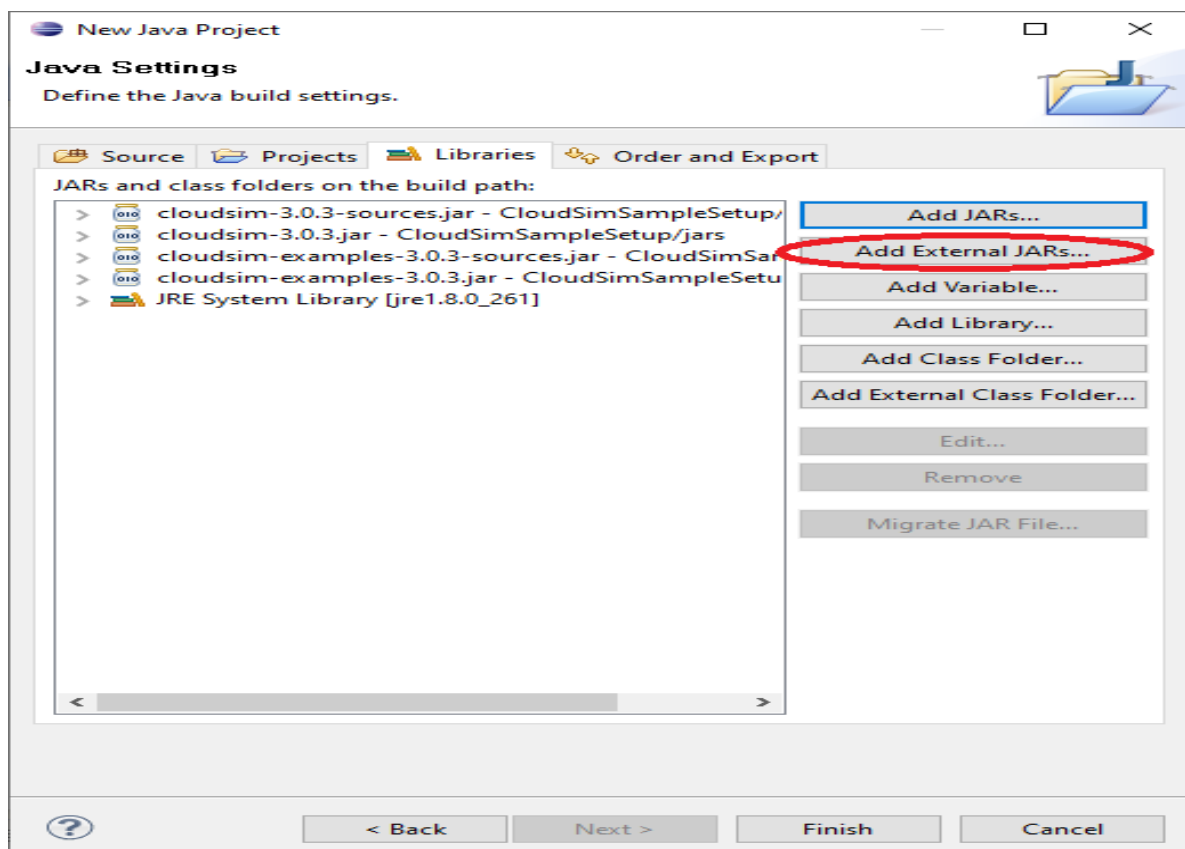 New Java Project
Java Settings
Define the Java build settings.
Source Projects Libraries Order and Export
JARs and class folders on the build path:
cloudsim-3.0.3-sources.jar - CloudSimSampleSetup/
cloudsim-3.0.3.jar - CloudSimSampleSetup/jars
cloudsim-examples-3.0.3-sources.jar - CloudSimSar
cloudsim-examples-3.0.3.jar - CloudSimSampleSetu
JRE System Library [jre1.8.0_261]
Add JARs...
Add External JARs...
Add Variable...
Add Library...
Add Class Folder...
Add External Class Folder...
Edit...
Remove
Migrate JAR File...
< Back Next > Finish Cancel